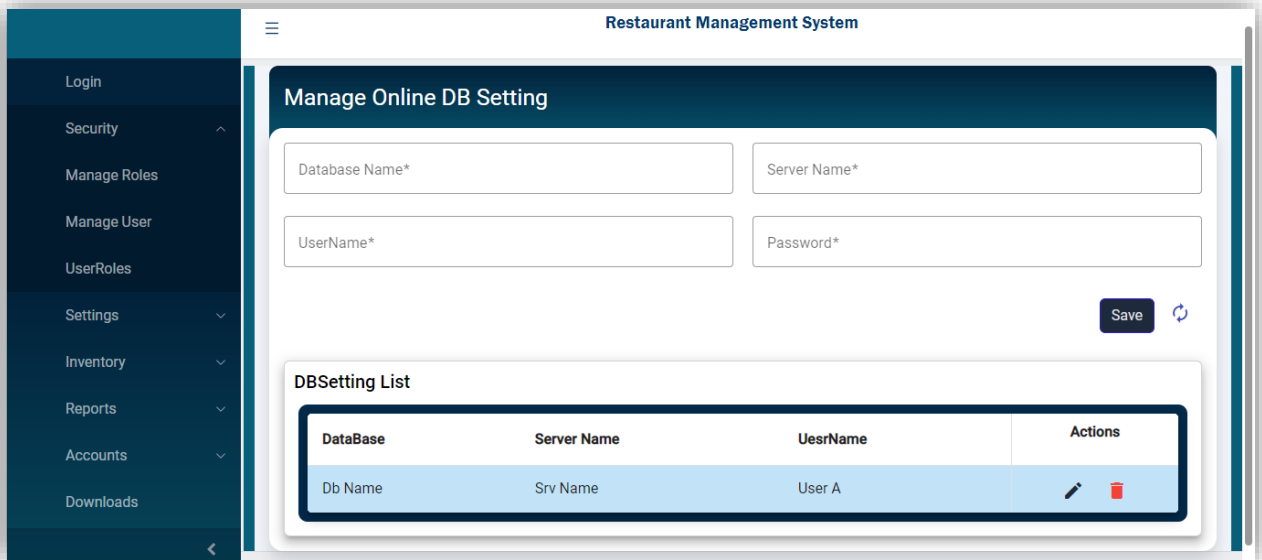 Restaurant Management System
Login
Security
Manage Roles
Manage User
UserRoles
Settings
Inventory
Reports
Accounts
Downloads
Manage Online DB Setting
Database Name*
Server Name*
UserName*
Password*
Save
DBSetting List
DataBase Server Name UesrName Actions
Db Name Srv Name User A